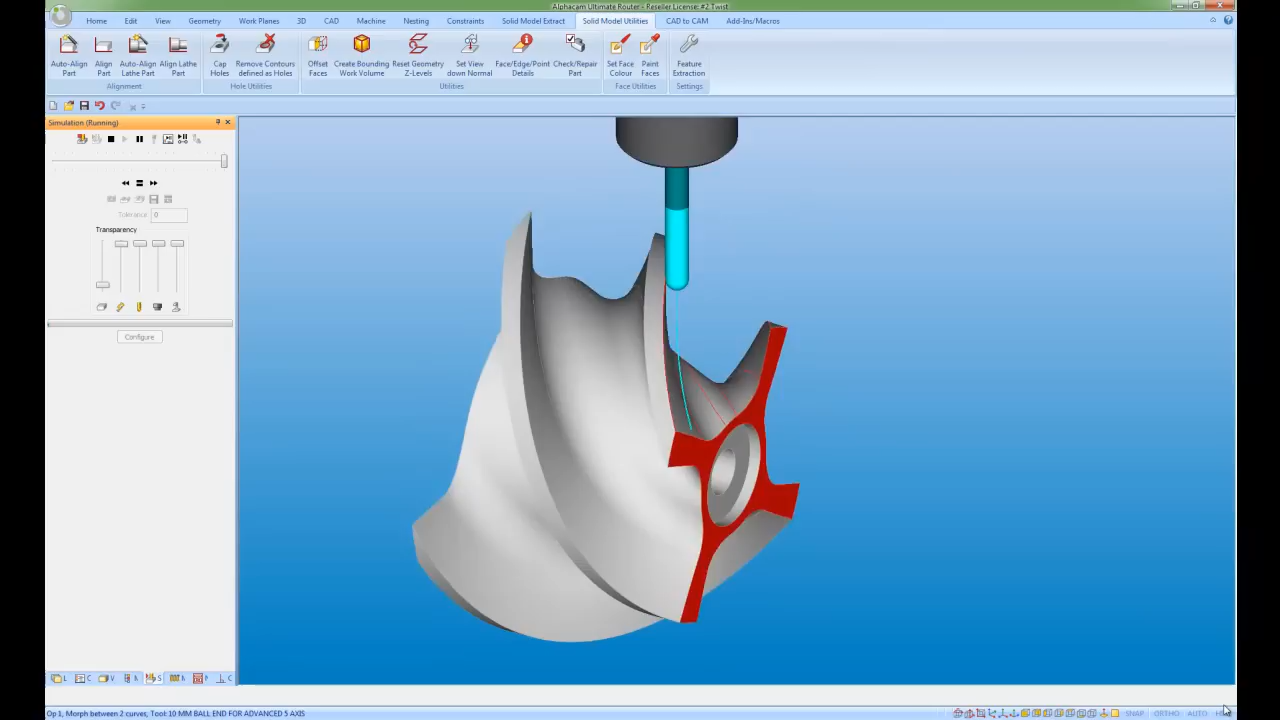 Alphacam Ultimate Router - Reseller License: #2.Twist
Home Edit View Geometry Work Planes 3D CAD Machine Nesting Constraints Solid Model Extract Solid Model Utilities CAD to CAM Add-Ins/Macros
Auto-Align Part
Align Part
Auto-Align Lathe Part
Align Lathe Part
Cap Holes
Remove Contours defined as Holes
Offset Faces
Create Bounding Work Volume
Reset Geometry Z-Levels
Set View down Normal
Face/Edge/Point Details
Check/Repair Part
Set Face Colour
Paint Faces
Feature Extraction
Alignment Hole Utilities Utilities Face Utilities Settings
Simulation (Running)
Tolerance 0
Transparency
Configure
L C V S P C
Op 1, Morph between 2 curves, Tool: 10 MM BALL END FOR ADVANCED 5 AXIS
SNAP ORTHO AUTO